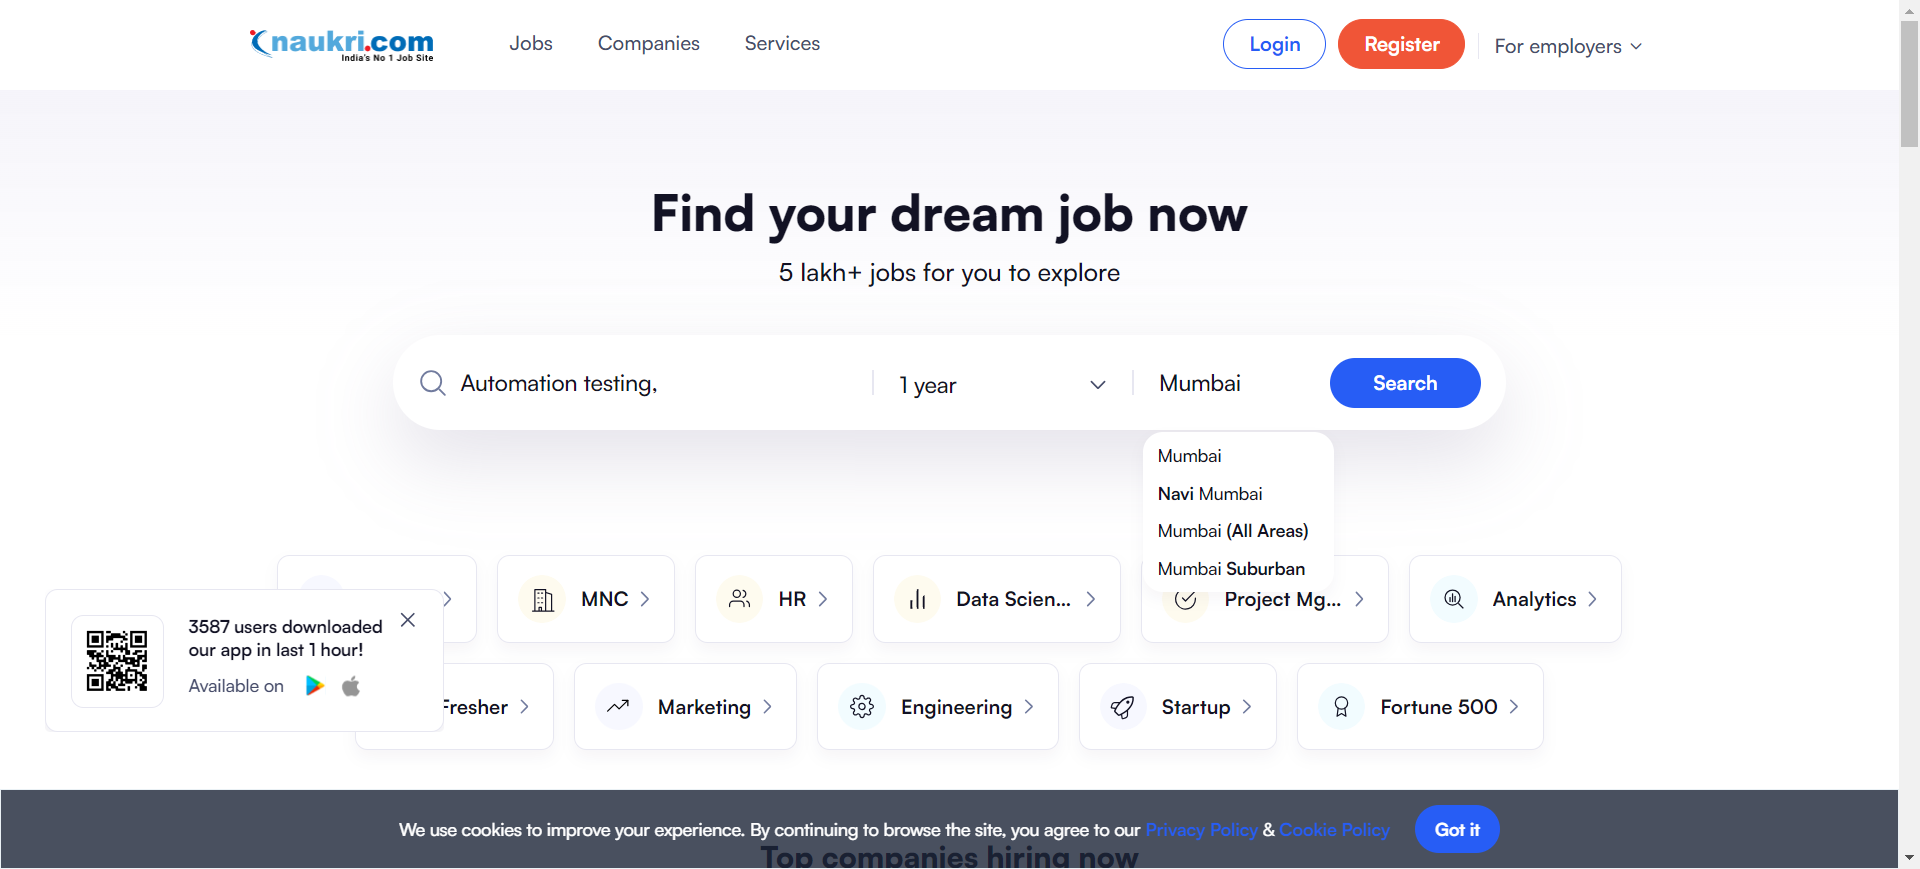 naukri.com
India's No 1 Job Site
Jobs
Companies
Services
Login
Register
For employers
Find your dream job now
5 lakh+ jobs for you to explore
Automation testing,
1 year
Mumbai
Search
Mumbai
Navi Mumbai
Mumbai (All Areas)
Mumbai Suburban
MNC
HR
Data Scien...
Project Mg...
Analytics
3587 users downloaded
our app in last 1 hour!
Available on
Fresher
Marketing
Engineering
Startup
Fortune 500
We use cookies to improve your experience. By continuing to browse the site, you agree to our Privacy Policy & Cookie Policy
Got it
Top companies hiring now